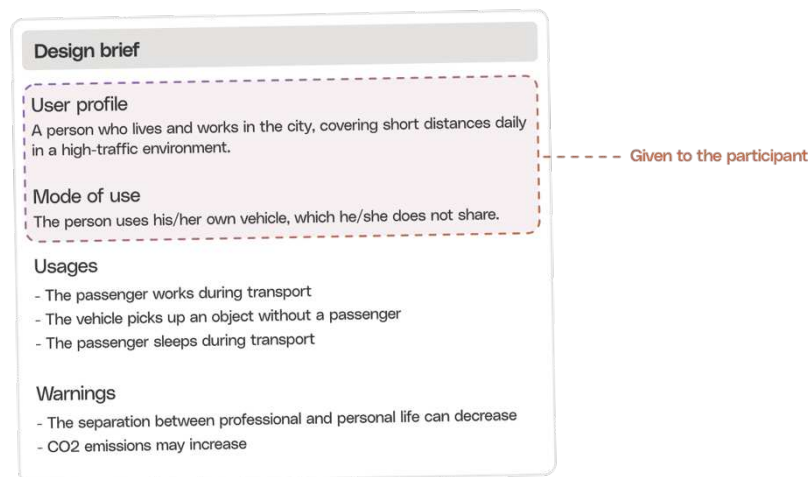 Design brief
User profile
A person who lives and works in the city, covering short distances daily
in a high-traffic environment.
Given to the participant
Mode of use
The person uses his/her own vehicle, which he/she does not share.
Usages
- The passenger works during transport
- The vehicle picks up an object without a passenger
- The passenger sleeps during transport
Warnings
- The separation between professional and personal life can decrease
- CO2 emissions may increase